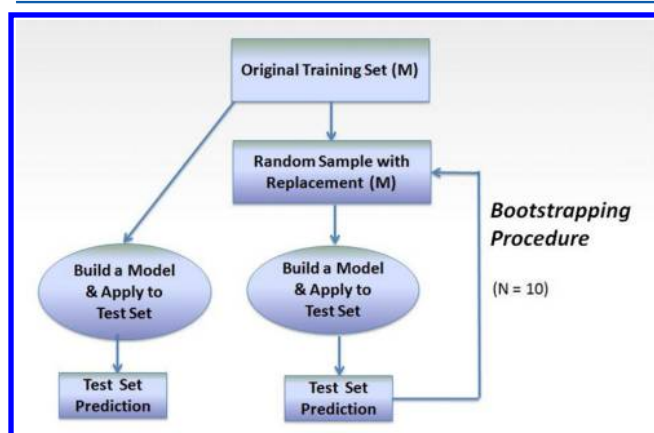 Original Training Set (M)
Random Sample with
Replacement (M)
Bootstrapping
Procedure
(N = 10)
Build a Model
& Apply to
Test Set
Build a Model
& Apply to
Test Set
Test Set
Prediction
Test Set
Prediction